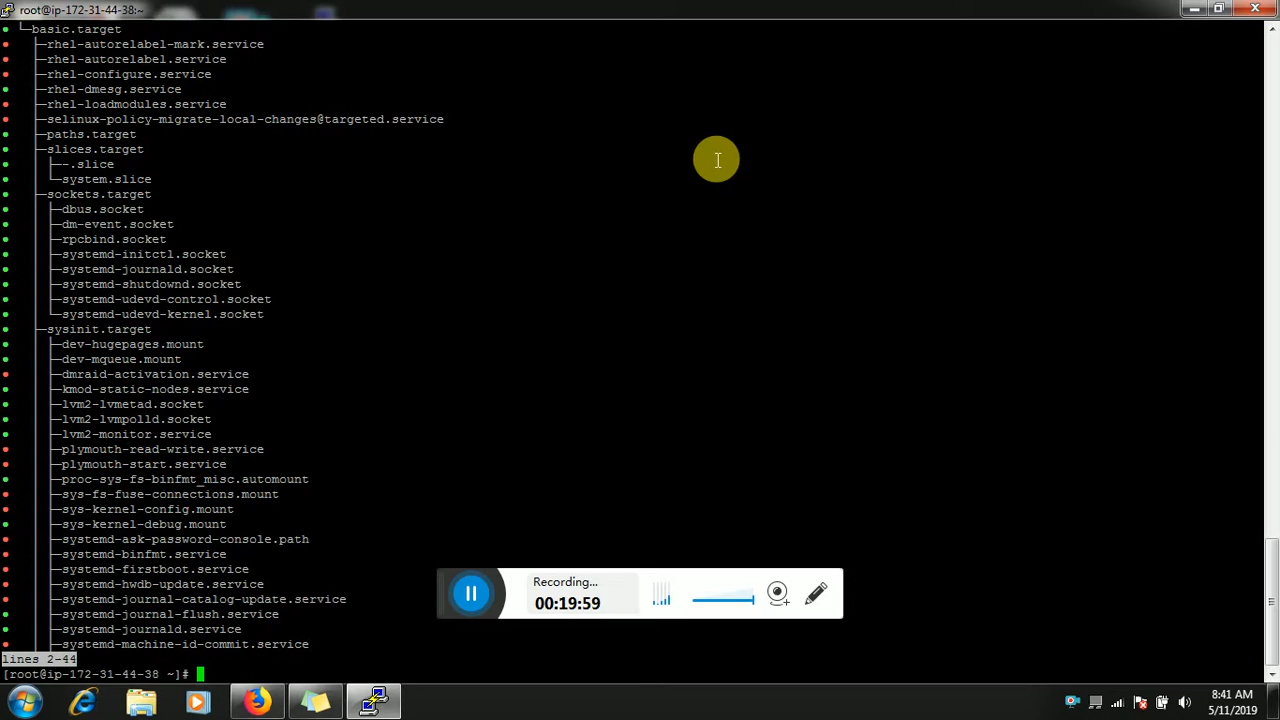 root@ip-172-31-44-38:~
● └─basic.target
●   ├─rhel-autorelabel-mark.service
●   ├─rhel-autorelabel.service
●   ├─rhel-configure.service
●   ├─rhel-dmesg.service
●   ├─rhel-loadmodules.service
●   ├─selinux-policy-migrate-local-changes@targeted.service
●   ├─paths.target
●   ├─slices.target
●   │ ├─-.slice
●   │ └─system.slice
●   ├─sockets.target
●   │ ├─dbus.socket
●   │ ├─dm-event.socket
●   │ ├─rpcbind.socket
●   │ ├─systemd-initctl.socket
●   │ ├─systemd-journald.socket
●   │ ├─systemd-shutdownd.socket
●   │ ├─systemd-udevd-control.socket
●   │ └─systemd-udevd-kernel.socket
●   ├─sysinit.target
●   │ ├─dev-hugepages.mount
●   │ ├─dev-mqueue.mount
●   │ ├─dmraid-activation.service
●   │ ├─kmod-static-nodes.service
●   │ ├─lvm2-lvmetad.socket
●   │ ├─lvm2-lvmpolld.socket
●   │ ├─lvm2-monitor.service
●   │ ├─plymouth-read-write.service
●   │ ├─plymouth-start.service
●   │ ├─proc-sys-fs-binfmt_misc.automount
●   │ ├─sys-fs-fuse-connections.mount
●   │ ├─sys-kernel-config.mount
●   │ ├─sys-kernel-debug.mount
●   │ ├─systemd-ask-password-console.path
●   │ ├─systemd-binfmt.service
●   │ ├─systemd-firstboot.service
●   │ ├─systemd-hwdb-update.service
●   │ ├─systemd-journal-catalog-update.service
●   │ ├─systemd-journal-flush.service
●   │ ├─systemd-journald.service
●   │ ├─systemd-machine-id-commit.service
lines 2-44
[root@ip-172-31-44-38 ~]#
Recording...
00:19:59
8:41 AM
5/11/2019